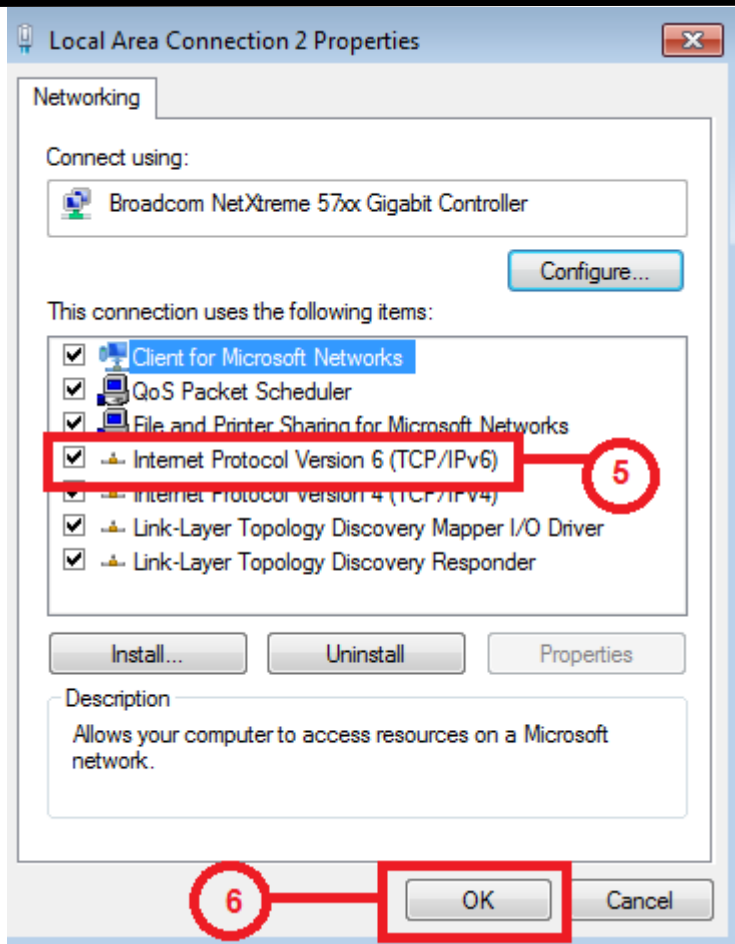 Local Area Connection 2 Properties
Networking
Connect using:
Broadcom NetXtreme 57xx Gigabit Controller
Configure...
This connection uses the following items:
Client for Microsoft Networks
QoS Packet Scheduler
File and Printer Sharing for Microsoft Networks
Internet Protocol Version 6 (TCP/IPv6)
5
Internet Protocol Version 4 (TCP/IPv4)
Link-Layer Topology Discovery Mapper I/O Driver
Link-Layer Topology Discovery Responder
Install... Uninstall Properties
Description
Allows your computer to access resources on a Microsoft
network.
6
OK Cancel